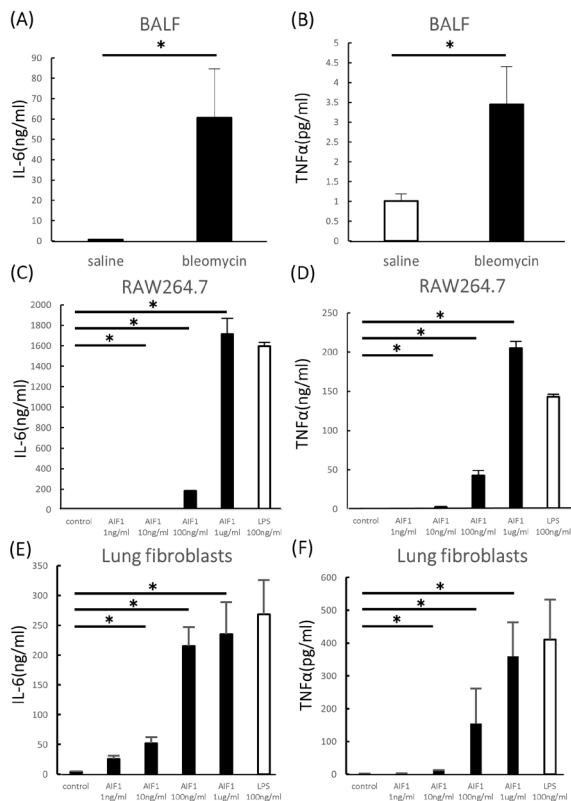 (A)
BALF
*
IL-6(ng/ml)
90
80
70
60
50
40
30
20
10
0
saline
bleomycin
(B)
BALF
*
TNFα(pg/ml)
5
4.5
4
3.5
3
2.5
2
1.5
1
0.5
0
saline
bleomycin
(C)
RAW264.7
*
*
*
IL-6(ng/ml)
2000
1800
1600
1400
1200
1000
800
600
400
200
control
AIF1
1ng/ml
AIF1
10ng/ml
AIF1
100ng/ml
AIF1
1ug/ml
LPS
100ng/ml
(D)
RAW264.7
*
*
*
TNFα(ng/ml)
250
200
150
100
50
0
control
AIF1
1ng/ml
AIF1
10ng/ml
AIF1
100ng/ml
AIF1
1ug/ml
LPS
100ng/ml
(E)
Lung fibroblasts
*
*
*
IL-6(ng/ml)
350
300
250
200
150
100
50
0
control
AIF1
1ng/ml
AIF1
10ng/ml
AIF1
100ng/ml
AIF1
1ug/ml
LPS
100ng/ml
(F)
Lung fibroblasts
*
*
*
TNFα(pg/ml)
600
500
400
300
200
100
0
control
AIF1
1ng/ml
AIF1
10ng/ml
AIF1
100ng/ml
AIF1
1ug/ml
LPS
100ng/ml